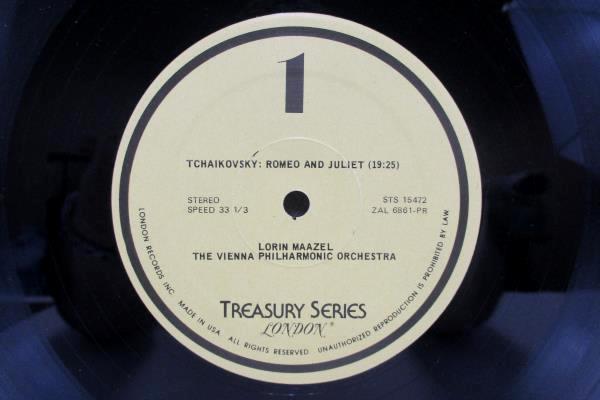 1
TCHAIKOVSKY: ROMEO AND JULIET (19:25)
STEREO
SPEED 33 1/3
STS 15472
ZAL 6861-PR
LORIN MAAZEL
THE VIENNA PHILHARMONIC ORCHESTRA
TREASURY SERIES
LONDON®
LONDON RECORDS INC. MADE IN U.S.A. ALL RIGHTS RESERVED. UNAUTHORIZED REPRODUCTION IS PROHIBITED BY LAW